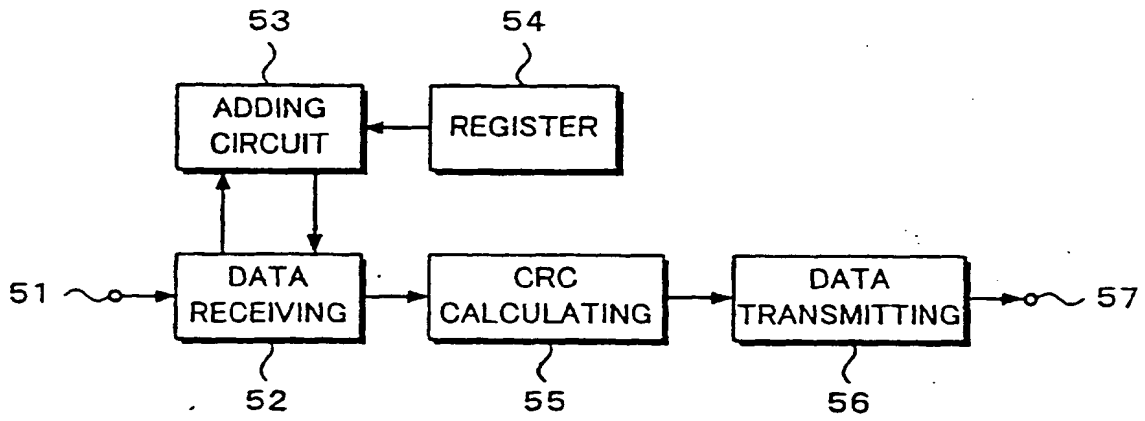 53
54
ADDING
CIRCUIT
REGISTER
51
DATA
RECEIVING
CRC
CALCULATING
DATA
TRANSMITTING
57
52
55
56